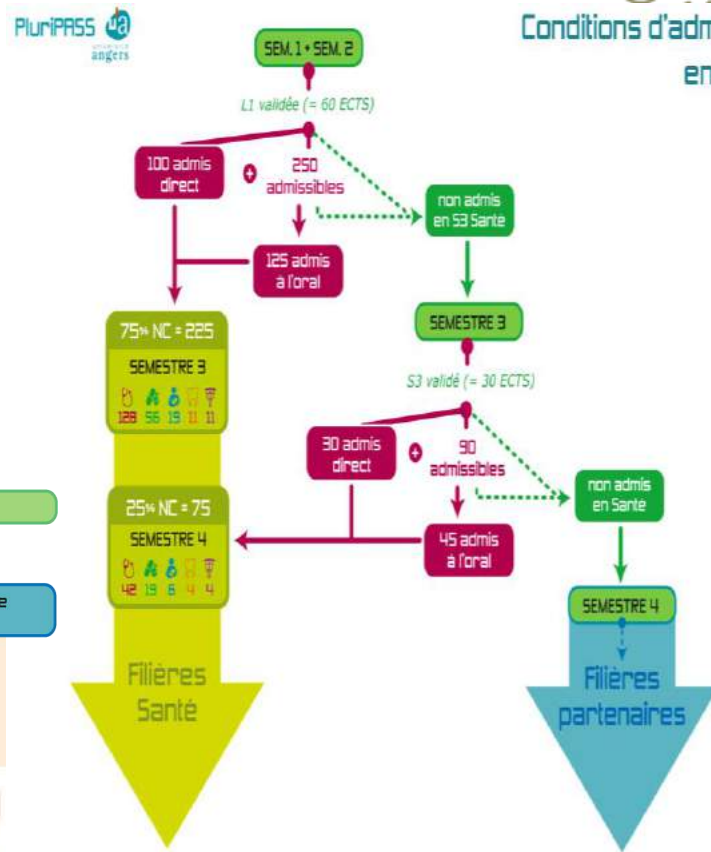 PluriPASS
ua
université
angers
Conditions d'adm
en
SEM. 1 + SEM. 2
L1 validée (= 60 ECTS)
100 admis
direct
+
250
admissibles
non admis
en S3 Santé
125 admis
à l'oral
75% NC = 225
SEMESTRE 3
128 56 19 11 11
SEMESTRE 3
S3 validé (= 30 ECTS)
30 admis
direct
+
90
admissibles
non admis
en Santé
25% NC = 75
SEMESTRE 4
42 19 6 4 4
45 admis
à l'oral
e
SEMESTRE 4
Filières
Santé
Filières
partenaires